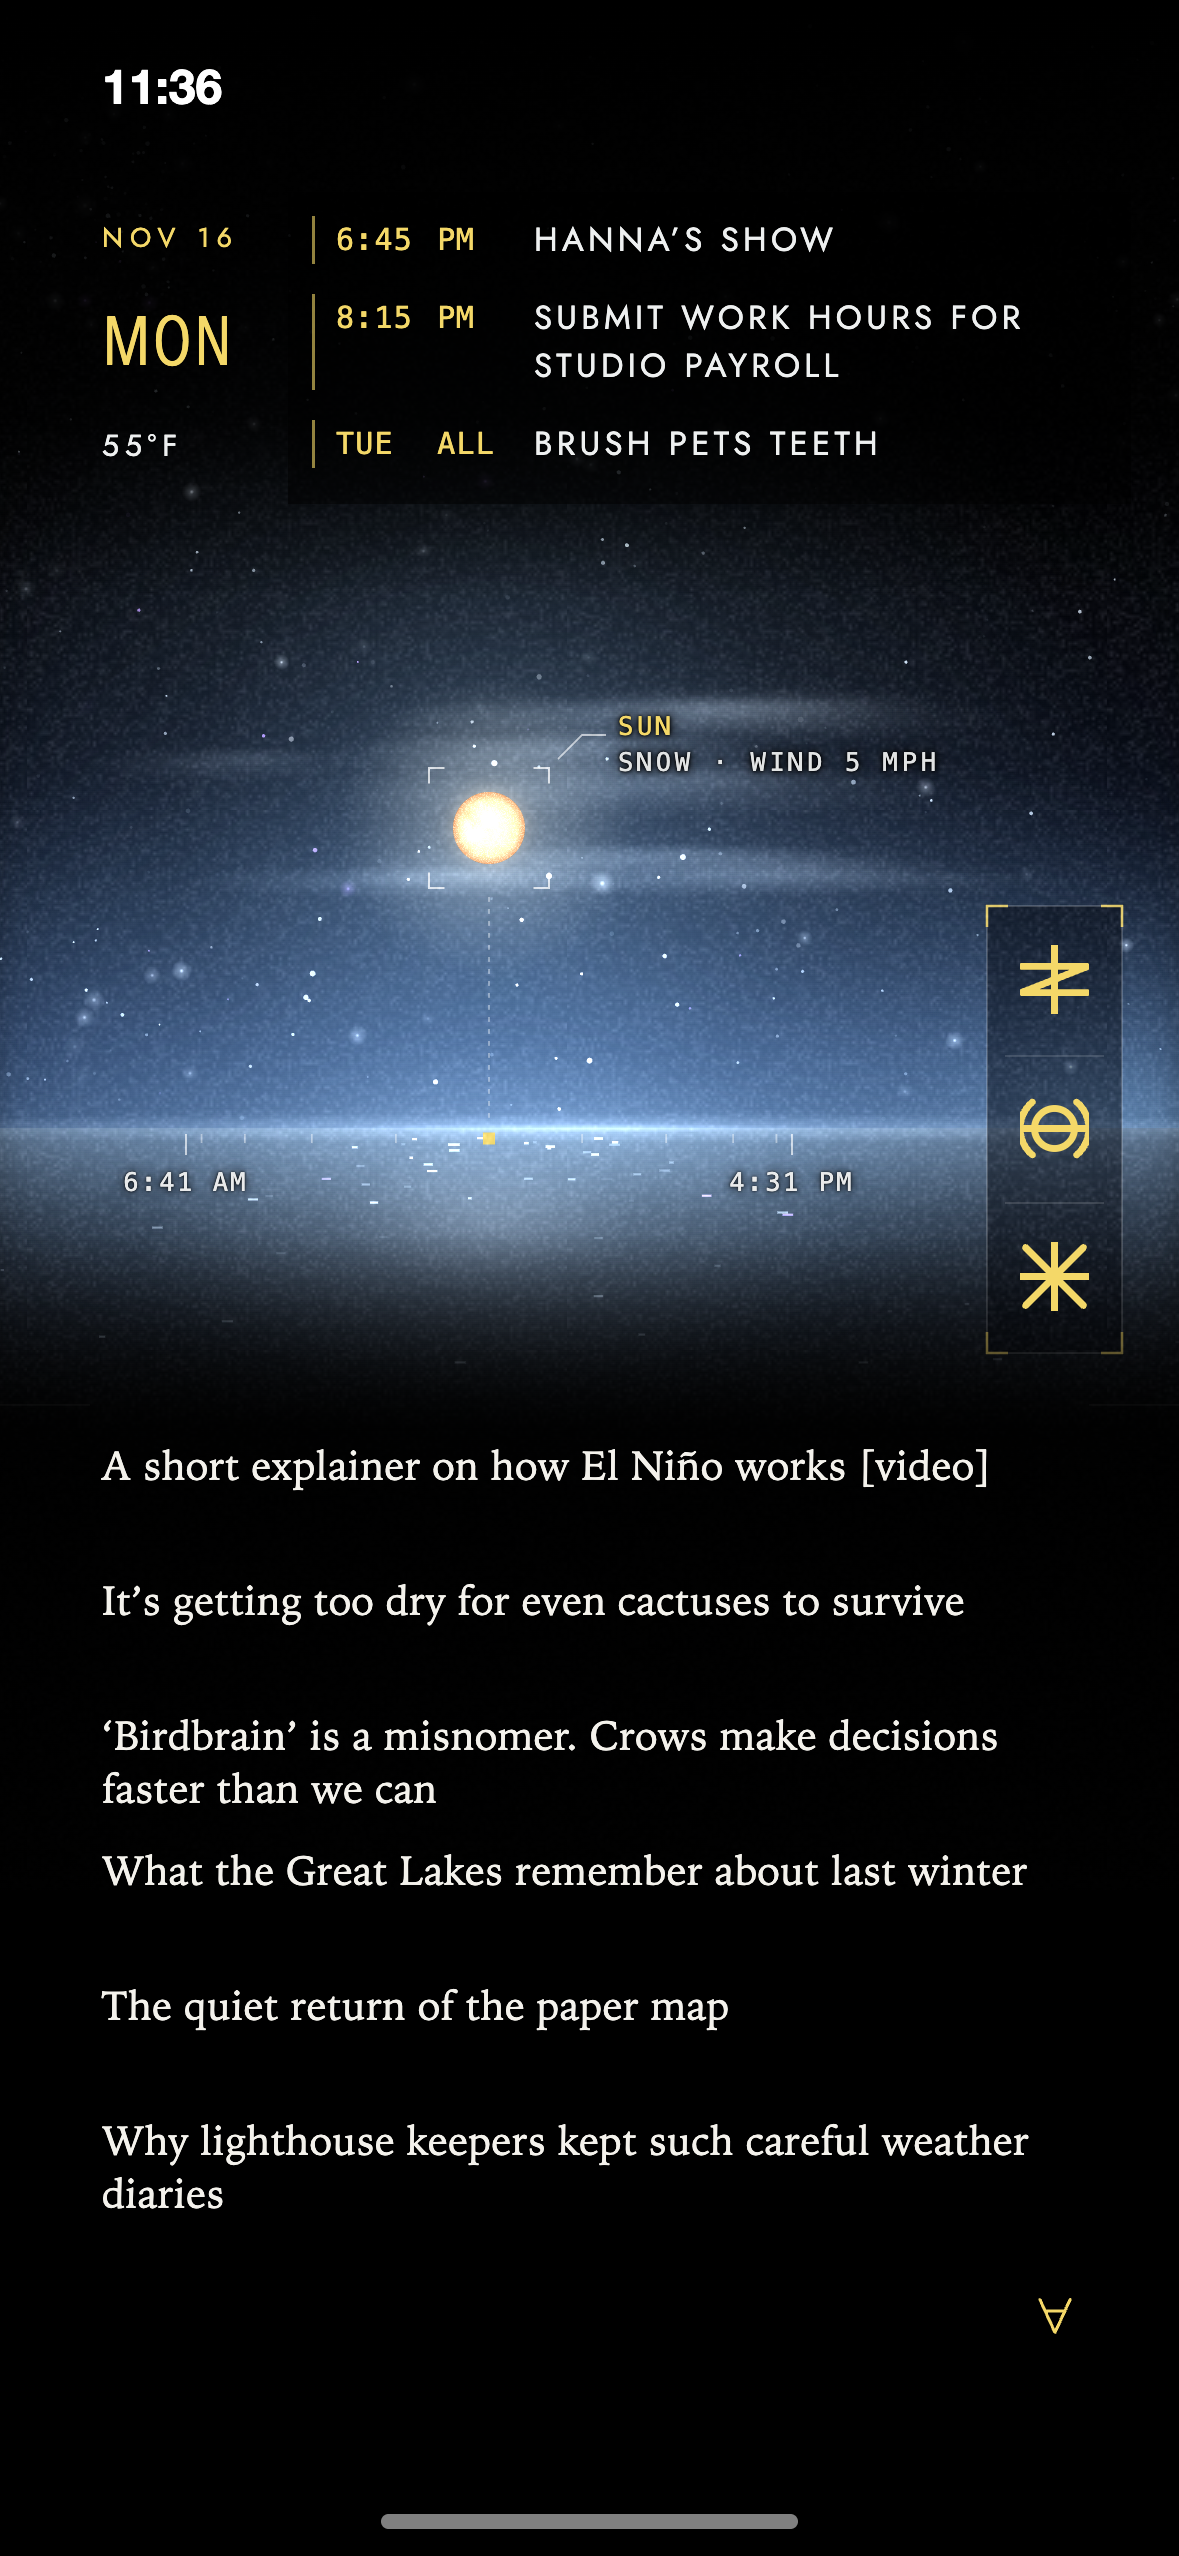 11:36
NOV 16
MON
55°F
6:45 PM HANNA’S SHOW
8:15 PM SUBMIT WORK HOURS FOR
STUDIO PAYROLL
TUE ALL BRUSH PETS TEETH
SUN
SNOW · WIND 5 MPH
6:41 AM
4:31 PM
A short explainer on how El Niño works [video]
It’s getting too dry for even cactuses to survive
‘Birdbrain’ is a misnomer. Crows make decisions
faster than we can
What the Great Lakes remember about last winter
The quiet return of the paper map
Why lighthouse keepers kept such careful weather
diaries